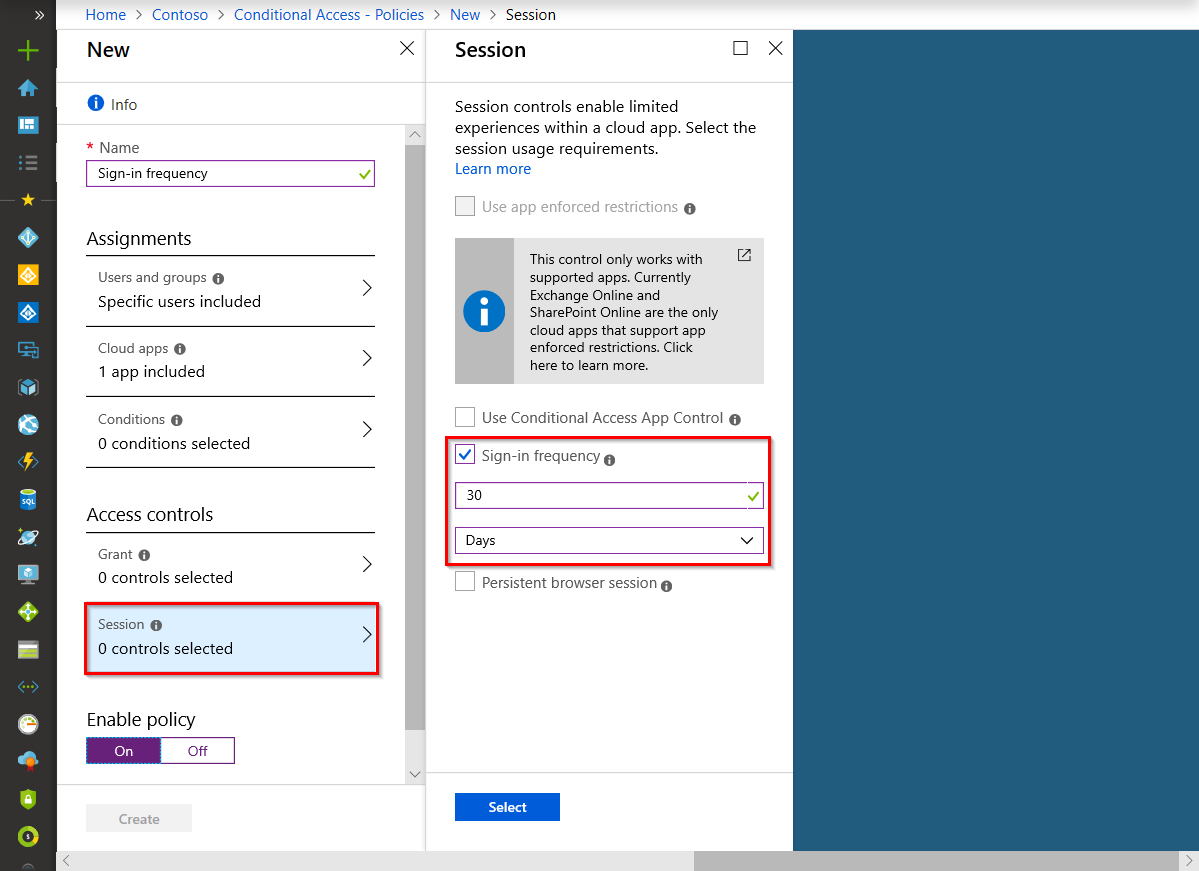 Home > Contoso > Conditional Access - Policies > New > Session
New
Info
* Name
Sign-in frequency
Assignments
Users and groups
Specific users included
Cloud apps
1 app included
Conditions
0 conditions selected
Access controls
Grant
0 controls selected
Session
0 controls selected
Enable policy
On Off
Create
Session
Session controls enable limited
experiences within a cloud app. Select the
session usage requirements.
Learn more
Use app enforced restrictions
This control only works with
supported apps. Currently
Exchange Online and
SharePoint Online are the only
cloud apps that support app
enforced restrictions. Click
here to learn more.
Use Conditional Access App Control
Sign-in frequency
30
Days
Persistent browser session
Select
SQL